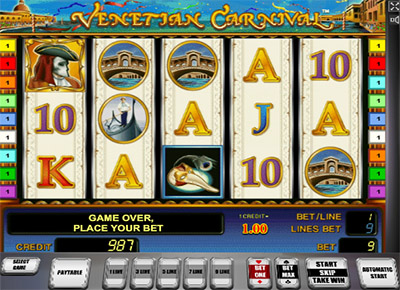 VENETIAN CARNIVAL™
A
10
10
A
A
J
K
A
A
10
GAME OVER,
PLACE YOUR BET
1 CREDIT=
1.00
BET/LINE 1
LINES BET 9
CREDIT 987
BET 9
SELECT GAME
PAYTABLE
1 LINE
3 LINE
5 LINE
7 LINE
9 LINE
BET ONE
BET MAX
START
SKIP
TAKE WIN
AUTOMATIC START